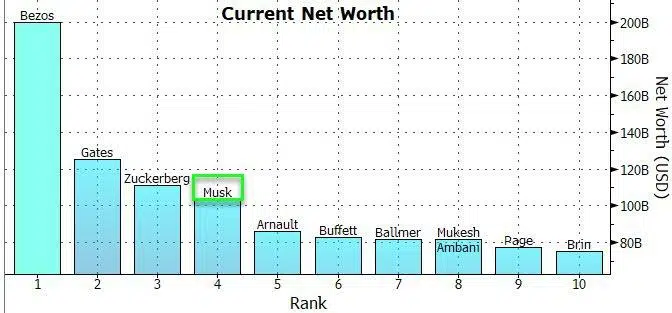 Current Net Worth
Bezos
Gates
Zuckerberg
Musk
Arnault
Buffett
Ballmer
Mukesh
Ambani
Page
Brin
200B
180B
160B
140B
120B
100B
80B
Net Worth (USD)
1 2 3 4 5 6 7 8 9 10
Rank